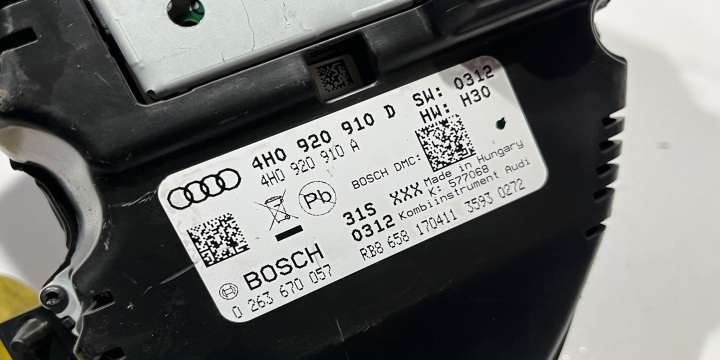 4H0 920 910 D SW: 0312
4H0 920 910 A HW: H30
BOSCH DMC:
Pb
31S XXX Made in Hungary
K: 577068
0312 Kombiinstrument Audi
RB8 658 170411 3593 0272
BOSCH
0 263 670 057